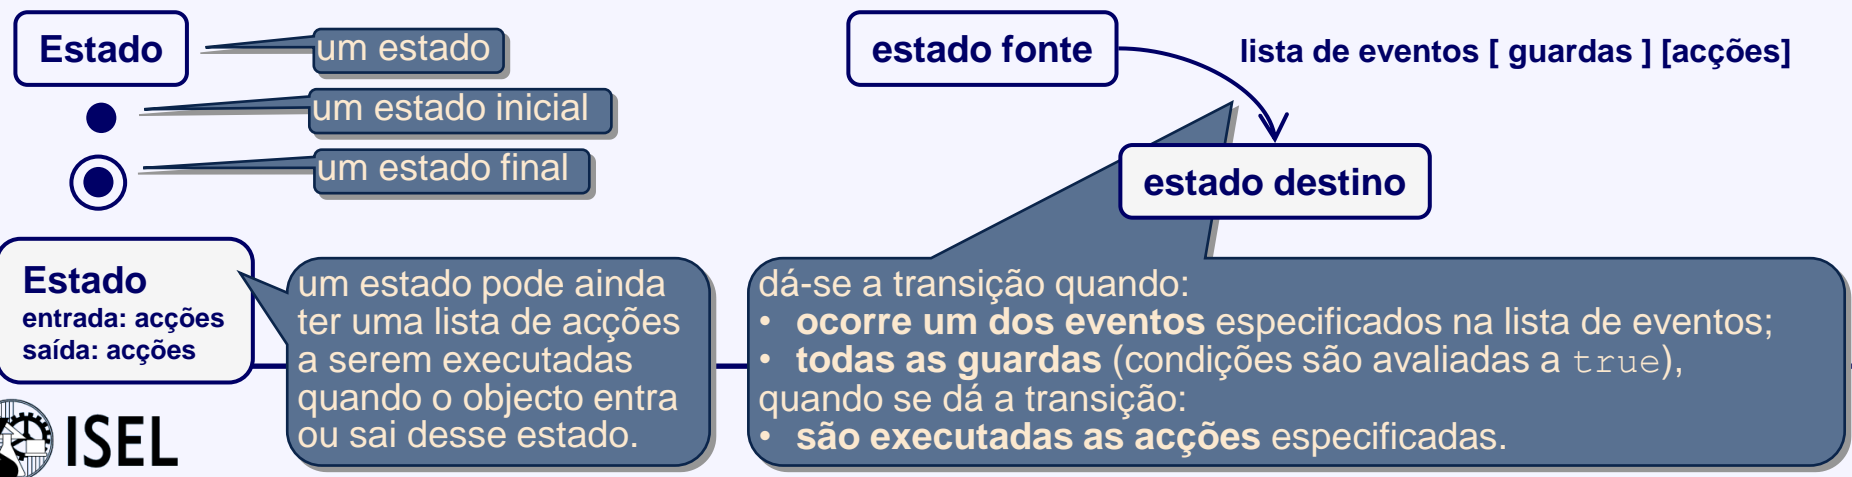 Estado
um estado
um estado inicial
um estado final
estado fonte
lista de eventos [ guardas ] [acções]
estado destino
Estado
entrada: acções
saída: acções
um estado pode ainda
ter uma lista de acções
a serem executadas
quando o objecto entra
ou sai desse estado.
dá-se a transição quando:
• ocorre um dos eventos especificados na lista de eventos;
• todas as guardas (condições são avaliadas a true),
quando se dá a transição:
• são executadas as acções especificadas.
ISEL